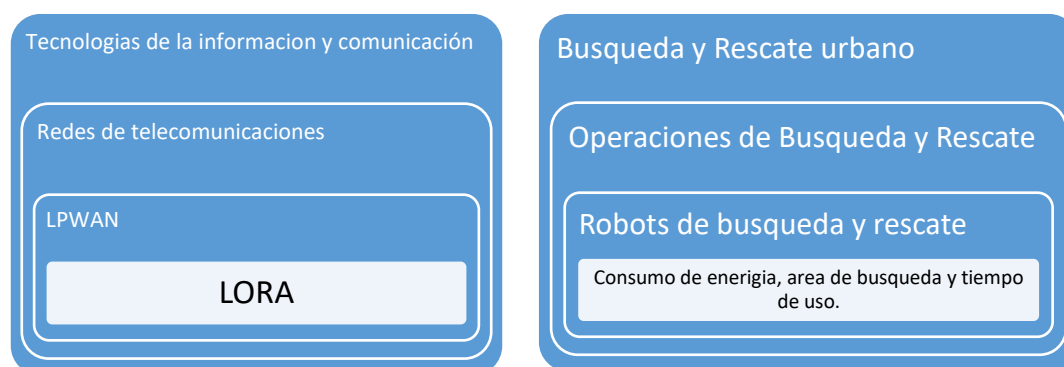 Tecnologias de la informacion y comunicación
Redes de telecomunicaciones
LPWAN
LORA
Busqueda y Rescate urbano
Operaciones de Busqueda y Rescate
Robots de busqueda y rescate
Consumo de enerigia, area de busqueda y tiempo
de uso.